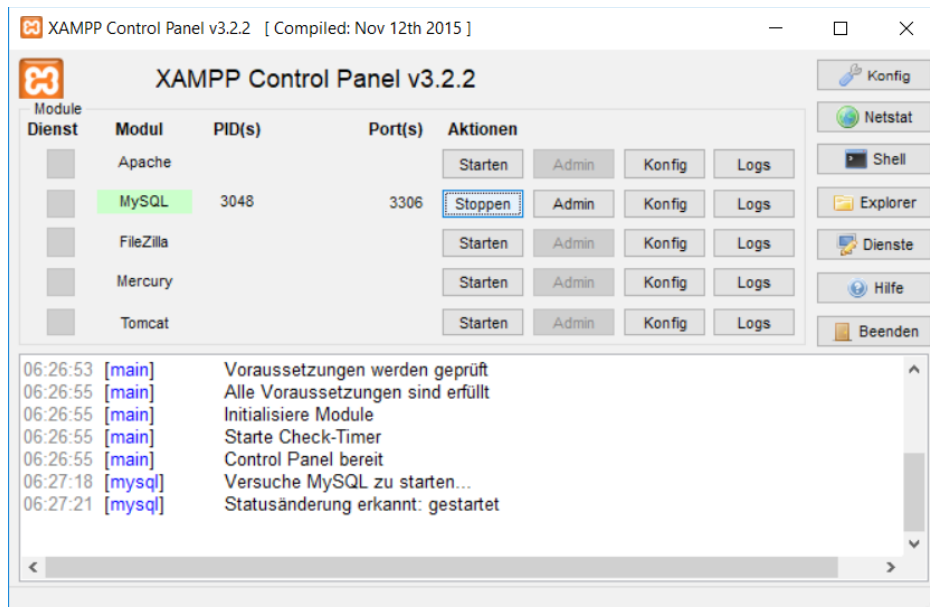 XAMPP Control Panel v3.2.2 [ Compiled: Nov 12th 2015 ]
XAMPP Control Panel v3.2.2
Konfig
Module
Dienst Modul PID(s) Port(s) Aktionen
Netstat
Apache Starten Admin Konfig Logs
Shell
MySQL 3048 3306 Stoppen Admin Konfig Logs
Explorer
FileZilla Starten Admin Konfig Logs
Dienste
Mercury Starten Admin Konfig Logs
Hilfe
Tomcat Starten Admin Konfig Logs
Beenden
06:26:53 [main] Voraussetzungen werden geprüft
06:26:55 [main] Alle Voraussetzungen sind erfüllt
06:26:55 [main] Initialisiere Module
06:26:55 [main] Starte Check-Timer
06:26:55 [main] Control Panel bereit
06:27:18 [mysql] Versuche MySQL zu starten...
06:27:21 [mysql] Statusänderung erkannt: gestartet